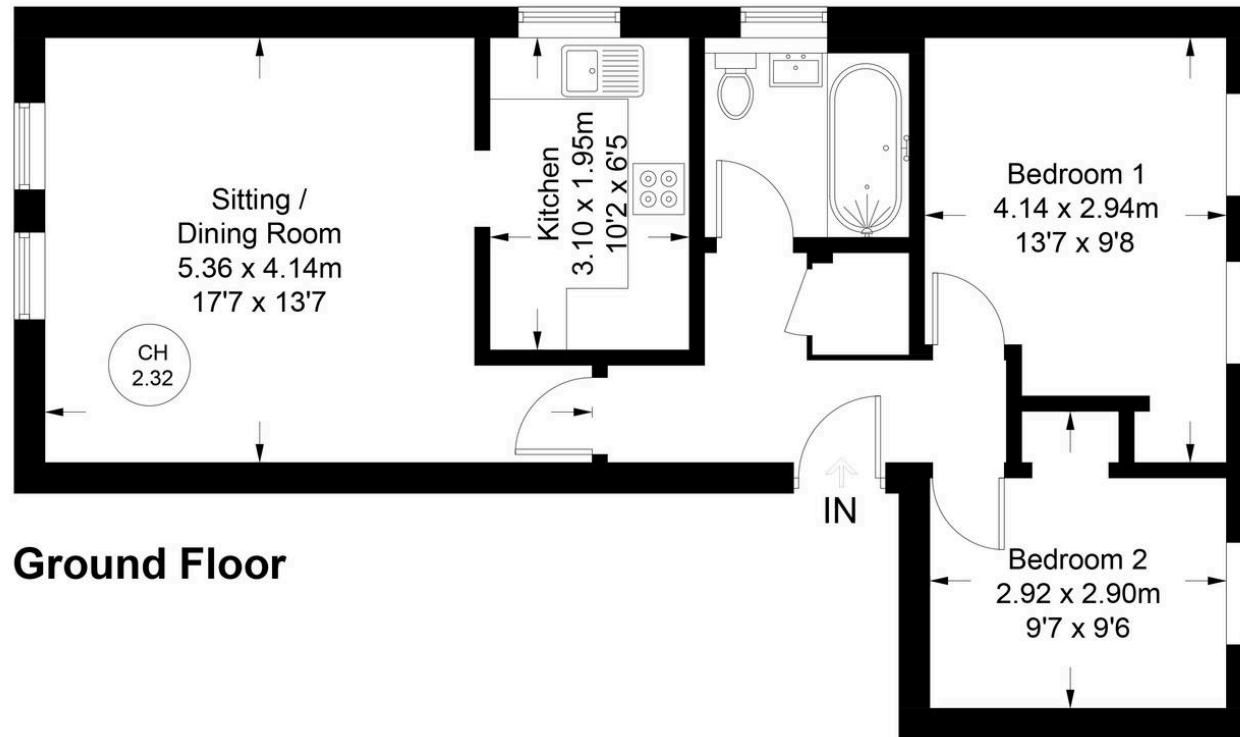 Sitting /
Dining Room
5.36 x 4.14m
17'7 x 13'7
CH
2.32
Kitchen
3.10 x 1.95m
10'2 x 6'5
Bedroom 1
4.14 x 2.94m
13'7 x 9'8
IN
Bedroom 2
2.92 x 2.90m
9'7 x 9'6
Ground Floor